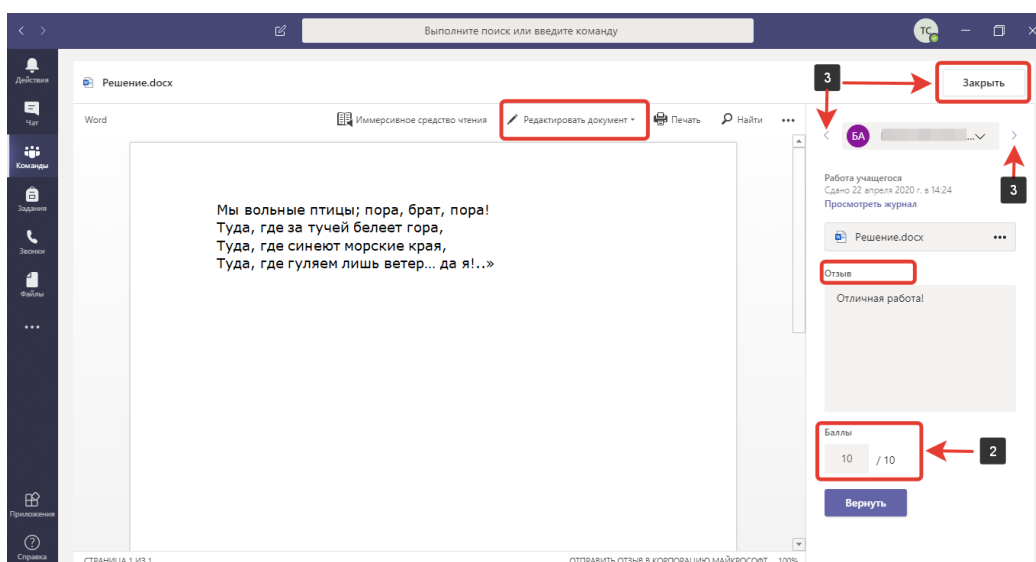 Выполните поиск или введите команду
TC
Действия
Чат
Команды
Задания
Звонки
Файлы
Приложения
Справка
Решение.docx
3
Закрыть
Word
Иммерсивное средство чтения
Редактировать документ
Печать
Найти
Мы вольные птицы; пора, брат, пора!
Туда, где за тучей белеет гора,
Туда, где синеют морские края,
Туда, где гуляем лишь ветер... да я!..»
СТРАНИЦА 1 ИЗ 1
ОТПРАВИТЬ ОТЗЫВ В КОРПОРАЦИЮ МАЙКРОСОФТ 100%
БА
...
3
Работа учащегося
Сдано 22 апреля 2020 г. в 14:24
Просмотреть журнал
Решение.docx
Отзыв
Отличная работа!
Баллы
10 / 10
2
Вернуть